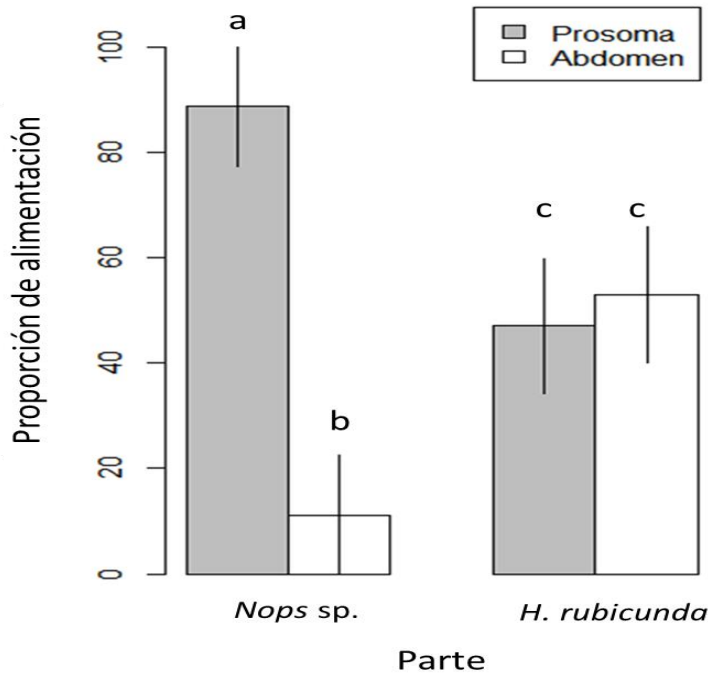 a
Prosoma
Abdomen
Proporción de alimentación
100
80
60
40
20
0
c
c
b
Nops sp.
H. rubicunda
Parte